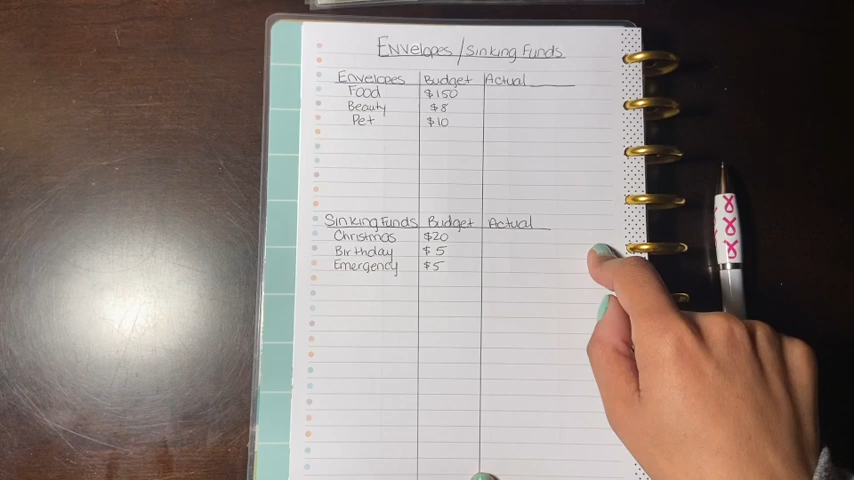 Envelopes/Sinking Funds
Envelopes Budget Actual
Food $150
Beauty $8
Pet $10
Sinking Funds Budget Actual
Christmas $20
Birthday $5
Emergency $5